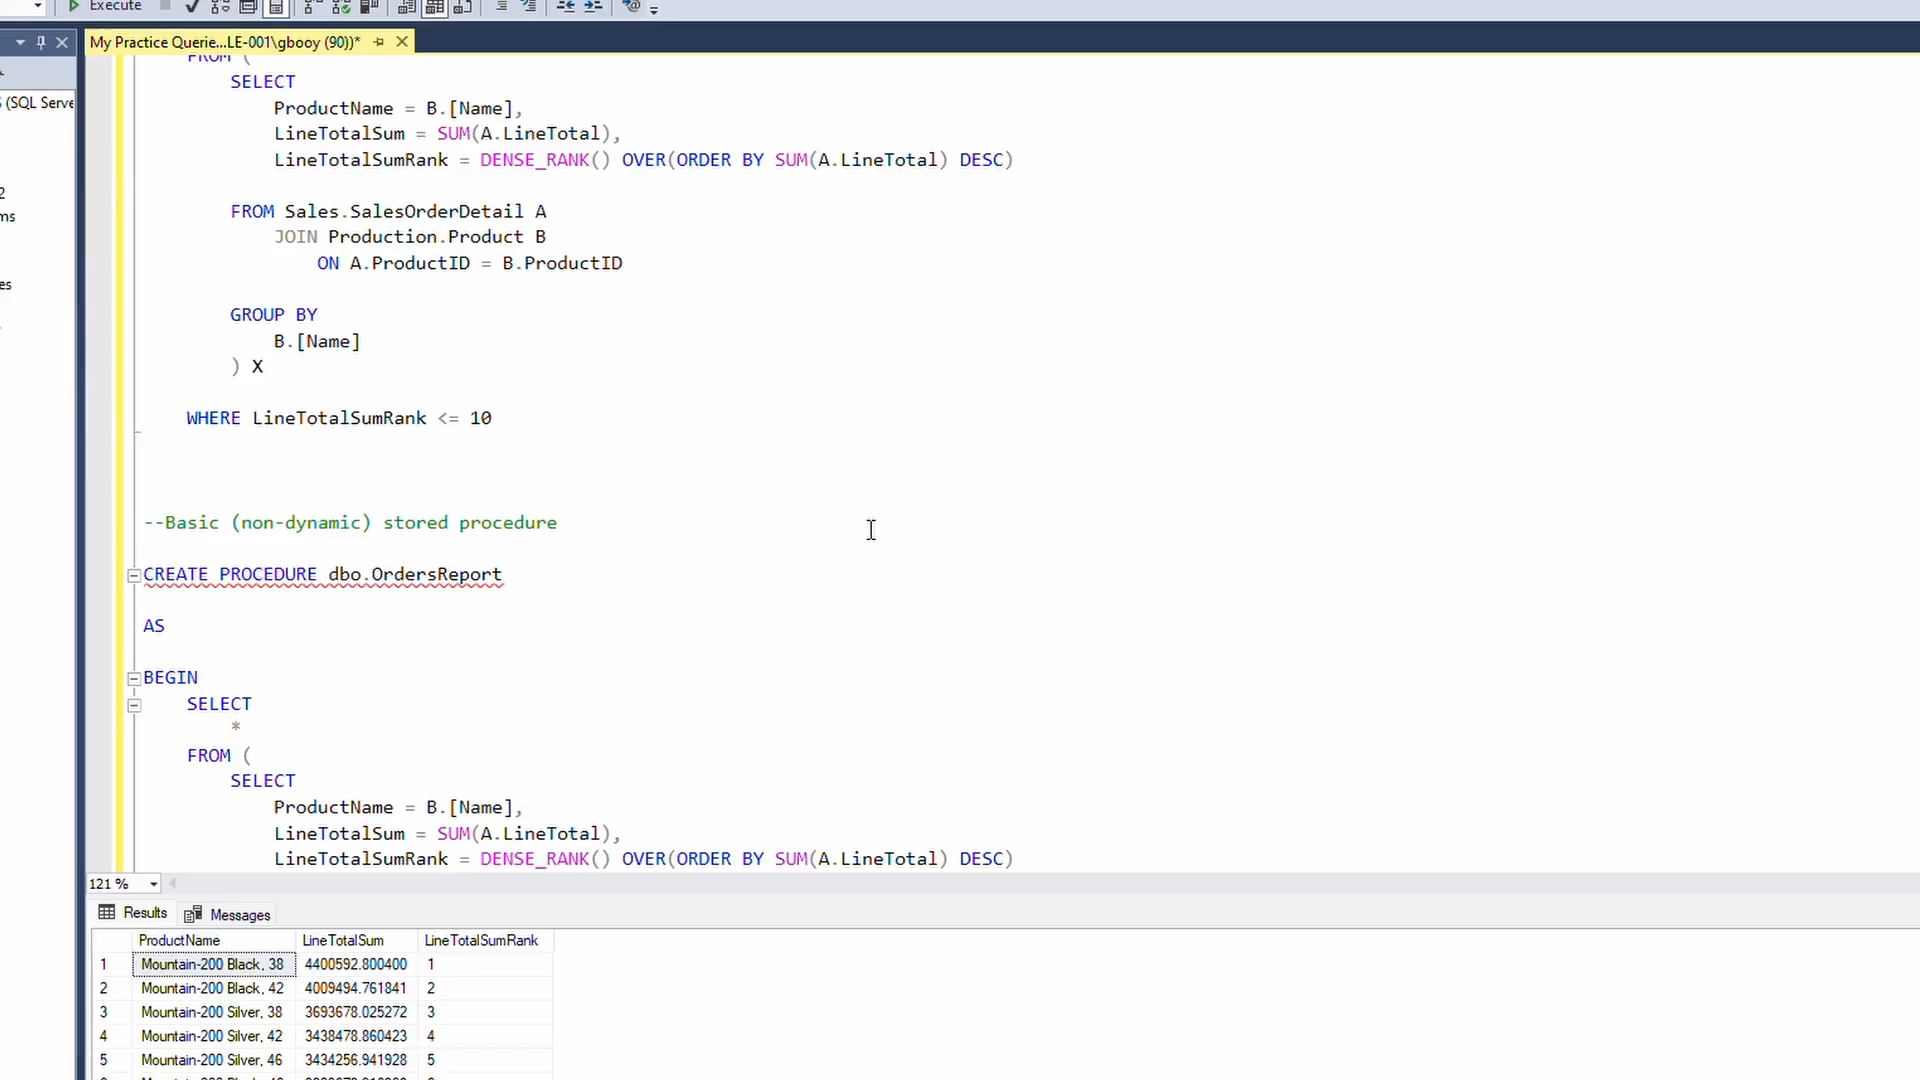 Execute
My Practice Querie...LE-001\gbooy (90))*
(SQL Serve
2
ms
es
FROM (
SELECT
ProductName = B.[Name],
LineTotalSum = SUM(A.LineTotal),
LineTotalSumRank = DENSE_RANK() OVER(ORDER BY SUM(A.LineTotal) DESC)
FROM Sales.SalesOrderDetail A
JOIN Production.Product B
ON A.ProductID = B.ProductID
GROUP BY
B.[Name]
) X
WHERE LineTotalSumRank <= 10
--Basic (non-dynamic) stored procedure
CREATE PROCEDURE dbo.OrdersReport
AS
BEGIN
SELECT
*
FROM (
SELECT
ProductName = B.[Name],
LineTotalSum = SUM(A.LineTotal),
LineTotalSumRank = DENSE_RANK() OVER(ORDER BY SUM(A.LineTotal) DESC)
121 %
Results Messages
ProductName LineTotalSum LineTotalSumRank
1 Mountain-200 Black, 38 4400592.800400 1
2 Mountain-200 Black, 42 4009494.761841 2
3 Mountain-200 Silver, 38 3693678.025272 3
4 Mountain-200 Silver, 42 3438478.860423 4
5 Mountain-200 Silver, 46 3434256.941928 5